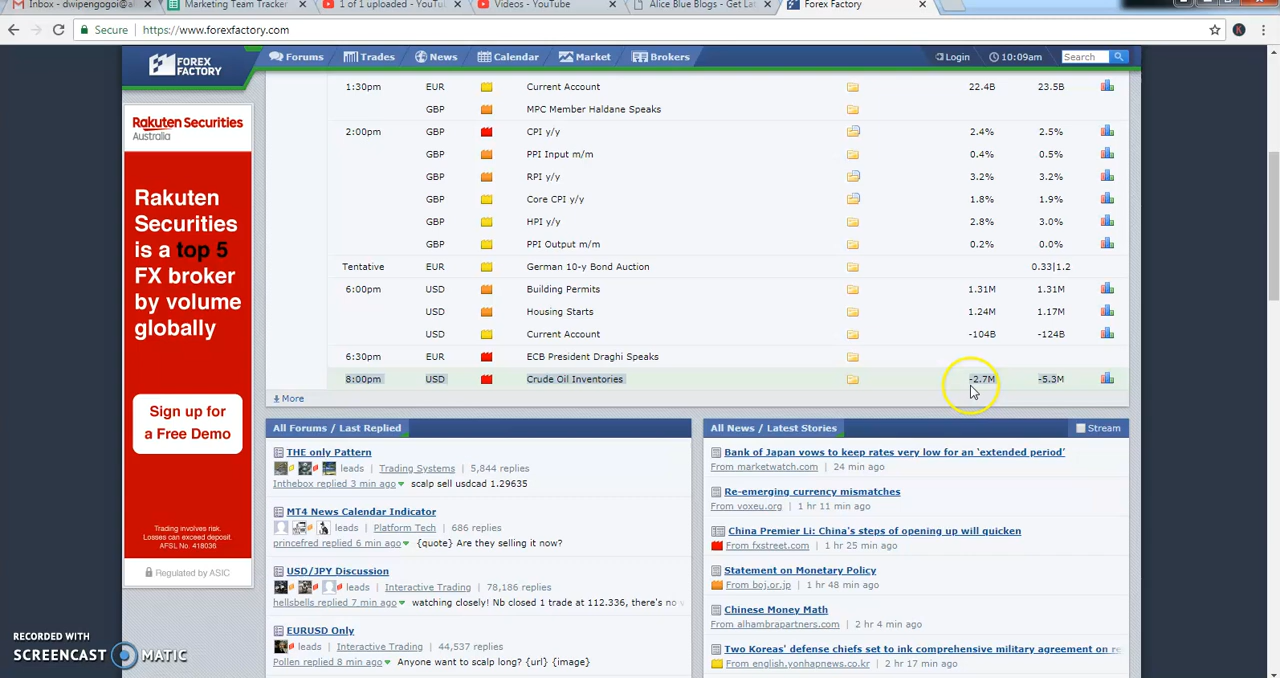 Inbox - dwipengogoi@al
Marketing Team Tracker
1 of 1 uploaded - YouTu
Videos - YouTube
Alice Blue Blogs - Get Lat
Forex Factory
Secure
https://www.forexfactory.com
K
FOREX
FACTORY
Forums
Trades
News
Calendar
Market
Brokers
Login
10:09am
Search
1:30pm EUR Current Account 22.4B 23.5B
GBP MPC Member Haldane Speaks
2:00pm GBP CPI y/y 2.4% 2.5%
GBP PPI Input m/m 0.4% 0.5%
GBP RPI y/y 3.2% 3.2%
GBP Core CPI y/y 1.8% 1.9%
GBP HPI y/y 2.8% 3.0%
GBP PPI Output m/m 0.2% 0.0%
Tentative EUR German 10-y Bond Auction 0.33|1.2
6:00pm USD Building Permits 1.31M 1.31M
USD Housing Starts 1.24M 1.17M
USD Current Account -104B -124B
6:30pm EUR ECB President Draghi Speaks
8:00pm USD Crude Oil Inventories -2.7M -5.3M
More
Rakuten Securities
Australia
Rakuten
Securities
is a top 5
FX broker
by volume
globally
Sign up for
a Free Demo
Trading involves risk.
Losses can exceed deposit.
AFSL No. 418036
Regulated by ASIC
All Forums / Last Replied
THE only Pattern
leads | Trading Systems | 5,844 replies
Inthebox replied 3 min ago scalp sell usdcad 1.29635
MT4 News Calendar Indicator
leads | Platform Tech | 686 replies
princefred replied 6 min ago {quote} Are they selling it now?
USD/JPY Discussion
leads | Interactive Trading | 78,186 replies
hellsbells replied 7 min ago watching closely! Nb closed 1 trade at 112.336, there's no
EURUSD Only
leads | Interactive Trading | 44,537 replies
Pollen replied 8 min ago Anyone want to scalp long? {url} {image}
All News / Latest Stories
Stream
Bank of Japan vows to keep rates very low for an 'extended period'
From marketwatch.com | 24 min ago
Re-emerging currency mismatches
From voxeu.org | 1 hr 11 min ago
China Premier Li: China's steps of opening up will quicken
From fxstreet.com | 1 hr 25 min ago
Statement on Monetary Policy
From boj.or.jp | 1 hr 48 min ago
Chinese Money Math
From alhambrapartners.com | 2 hr 4 min ago
Two Koreas' defense chiefs set to ink comprehensive military agreement on re
From english.yonhapnews.co.kr | 2 hr 17 min ago
RECORDED WITH
SCREENCAST MATIC